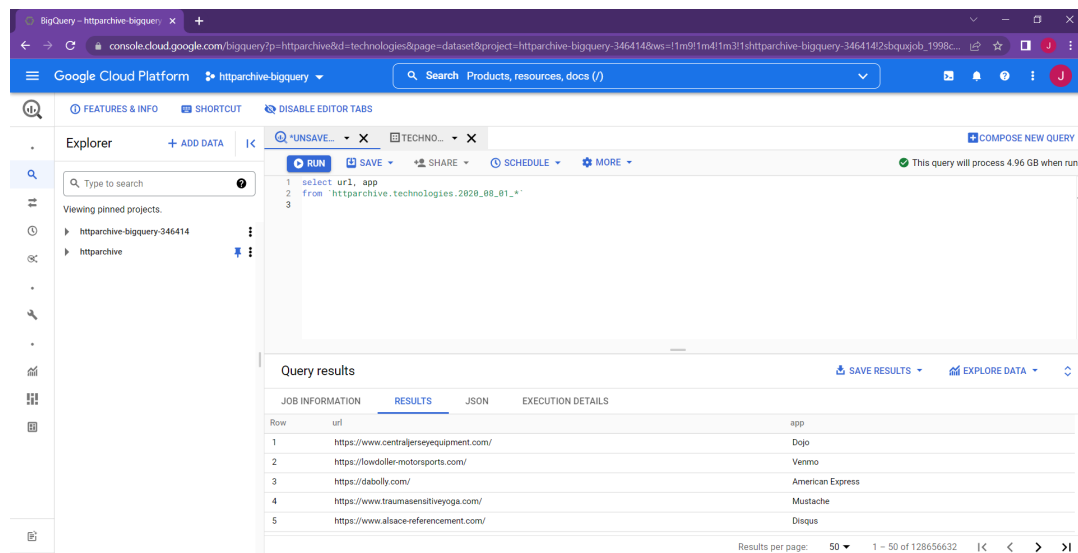 BigQuery – httparchive-bigquery
console.cloud.google.com/bigquery?p=httparchive&d=technologies&page=dataset&project=httparchive-bigquery-346414&ws=!1m9!1m4!1m3!1shttparchive-bigquery-346414!2sbquxjob_1998c...
J
Google Cloud Platform httparchive-bigquery Search Products, resources, docs (/) J
FEATURES & INFO SHORTCUT DISABLE EDITOR TABS
Explorer + ADD DATA *UNSAVE... TECHNO... COMPOSE NEW QUERY
RUN SAVE +SHARE SCHEDULE MORE This query will process 4.96 GB when run
Type to search
Viewing pinned projects.
httparchive-bigquery-346414
httparchive
1 select url, app
2 from `httparchive.technologies.2020_08_01_*`
3
Query results SAVE RESULTS EXPLORE DATA
JOB INFORMATION RESULTS JSON EXECUTION DETAILS
Row url app
1 https://www.centraljerseyequipment.com/ Dojo
2 https://lowdoller-motorsports.com/ Venmo
3 https://dabolly.com/ American Express
4 https://www.traumasensitiveyoga.com/ Mustache
5 https://www.alsace-referencement.com/ Disqus
Results per page: 50 1 – 50 of 128656632